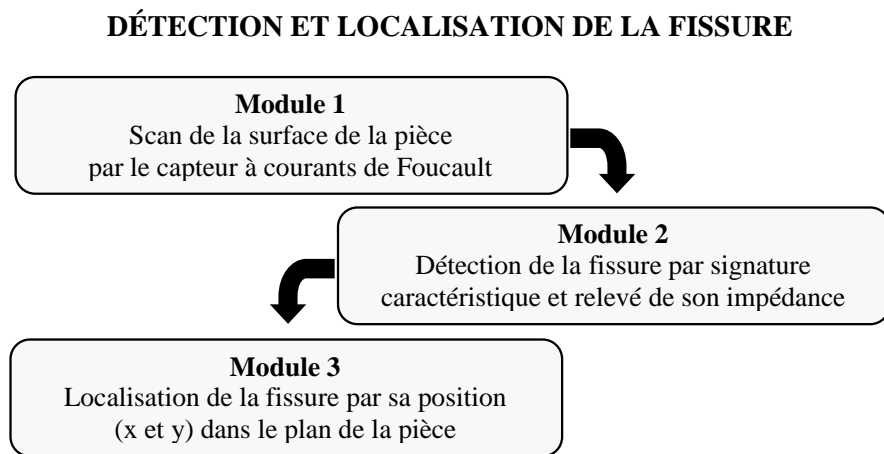 DÉTECTION ET LOCALISATION DE LA FISSURE
Module 1
Scan de la surface de la pièce
par le capteur à courants de Foucault
Module 2
Détection de la fissure par signature
caractéristique et relevé de son impédance
Module 3
Localisation de la fissure par sa position
(x et y) dans le plan de la pièce